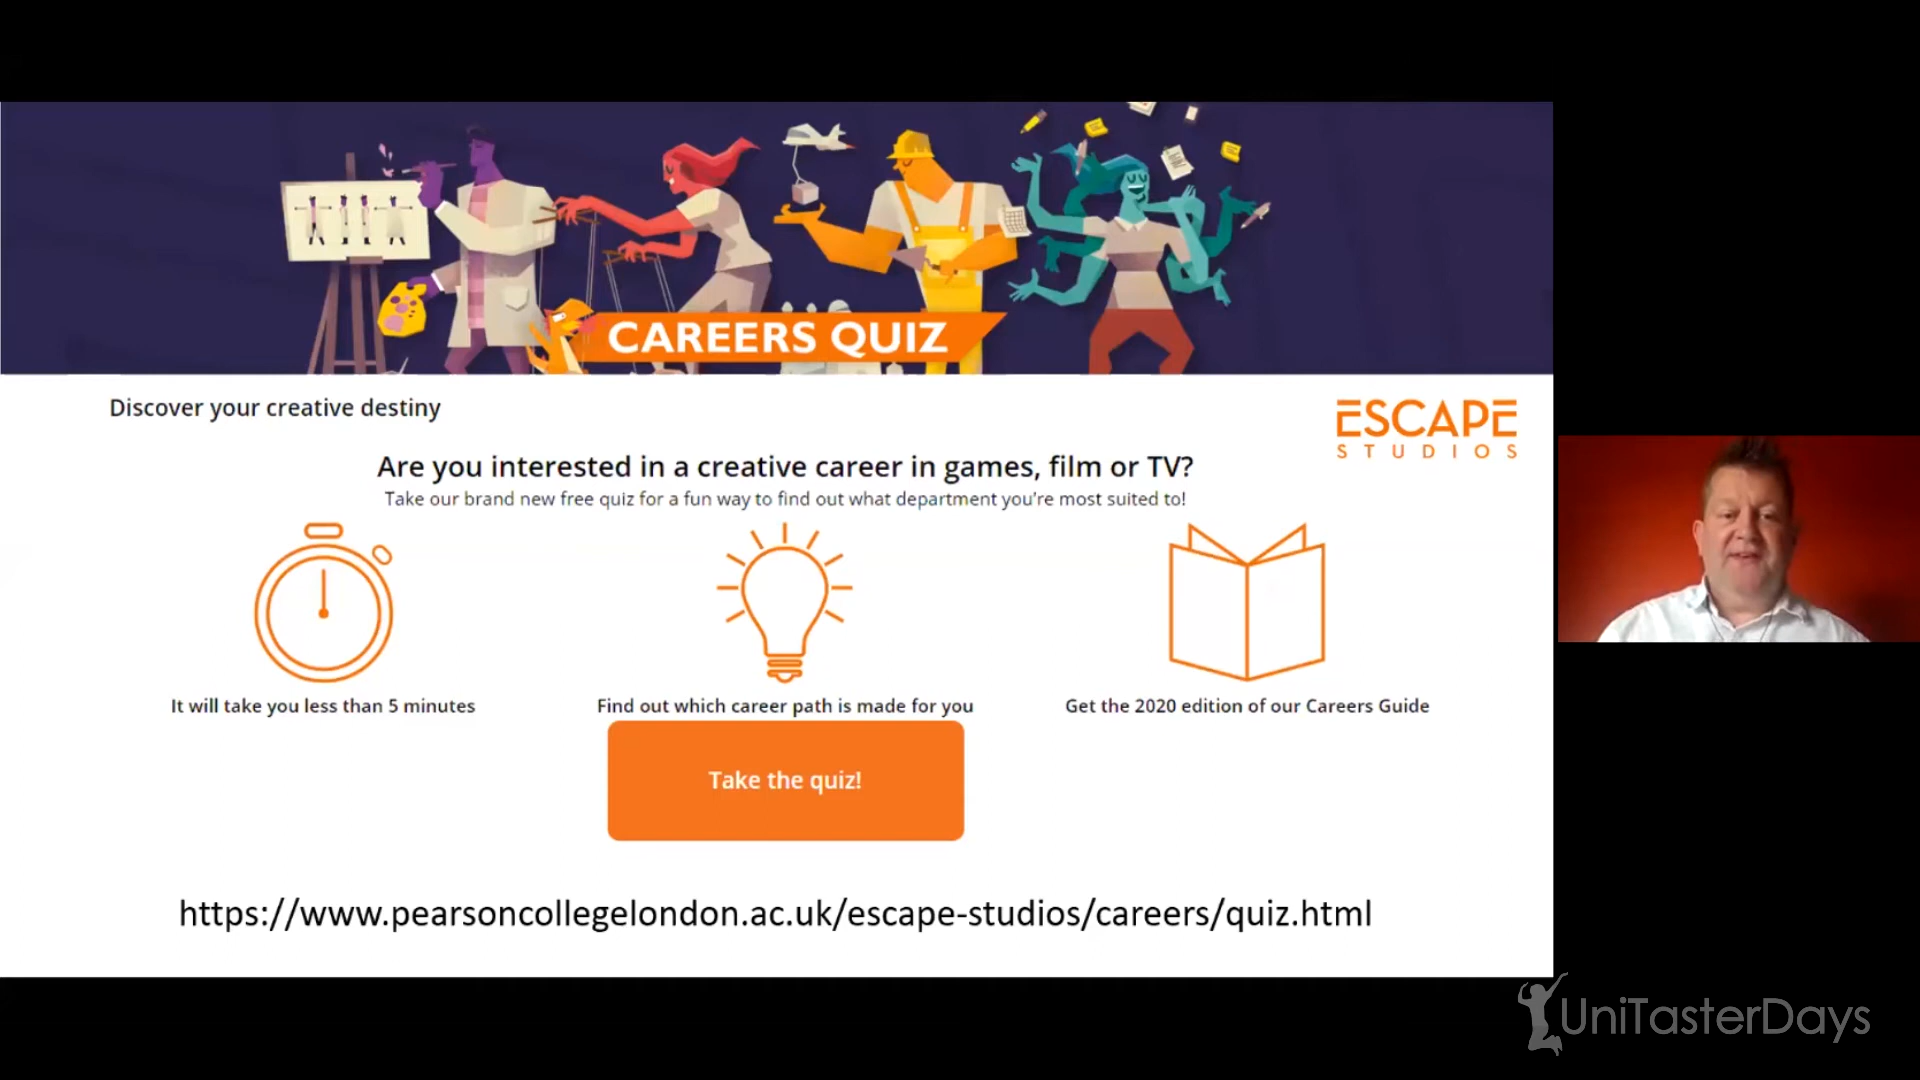 CAREERS QUIZ
Discover your creative destiny
ESCAPE
STUDIOS
Are you interested in a creative career in games, film or TV?
Take our brand new free quiz for a fun way to find out what department you're most suited to!
It will take you less than 5 minutes
Find out which career path is made for you
Get the 2020 edition of our Careers Guide
Take the quiz!
https://www.pearsoncollegelondon.ac.uk/escape-studios/careers/quiz.html
UniTasterDays